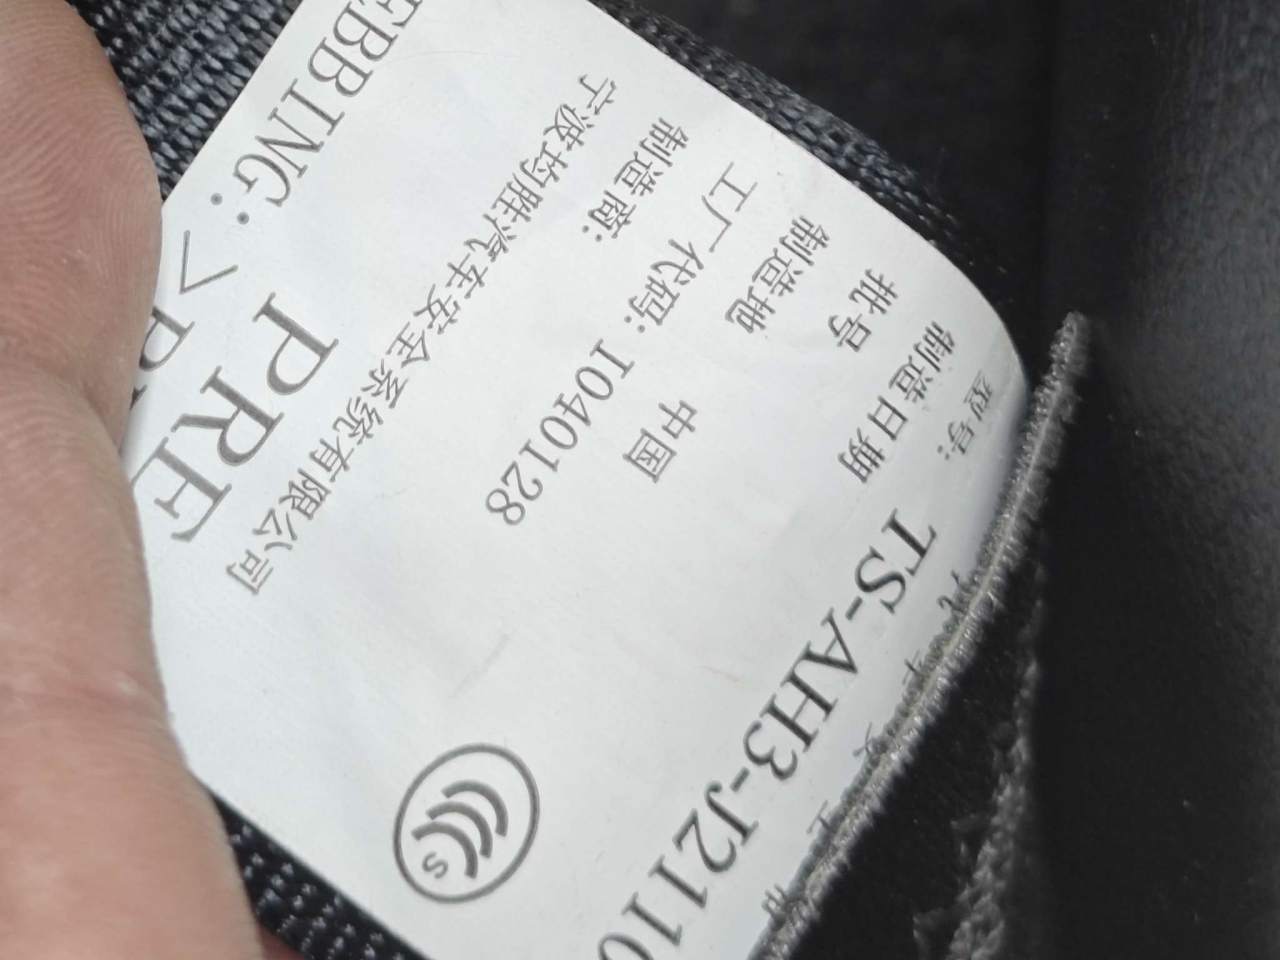 型号: TS-AH3-J2110
制造日期
批号
制造地 中国
工厂代码: 1040128
制造商:
宁波均胜汽车安全系统有限公司
PRE
EBBING: >P
S